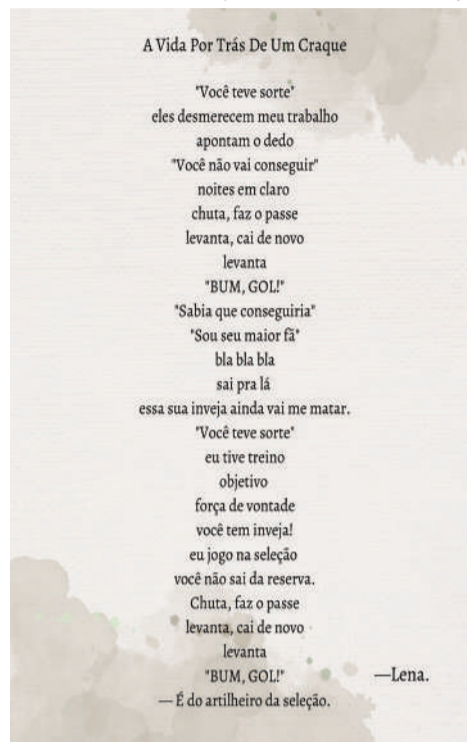 A Vida Por Trás De Um Craque
"Você teve sorte"
eles desmerecem meu trabalho
apontam o dedo
"Você não vai conseguir"
noites em claro
chuta, faz o passe
levanta, cai de novo
levanta
"BUM, GOL!"
"Sabia que conseguiria"
"Sou seu maior fã"
bla bla bla
sai pra lá
essa sua inveja ainda vai me matar.
"Você teve sorte"
eu tive treino
objetivo
força de vontade
você tem inveja!
eu jogo na seleção
você não sai da reserva.
Chuta, faz o passe
levanta, cai de novo
levanta
"BUM, GOL!"
—Lena.
— É do artilheiro da seleção.